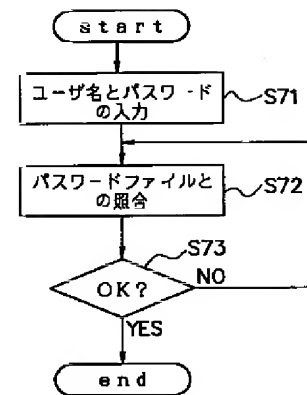 start
ユーザ名とパスワード
の入力
S71
パスワードファイルと
の照合
S72
S73
OK?
NO
YES
end